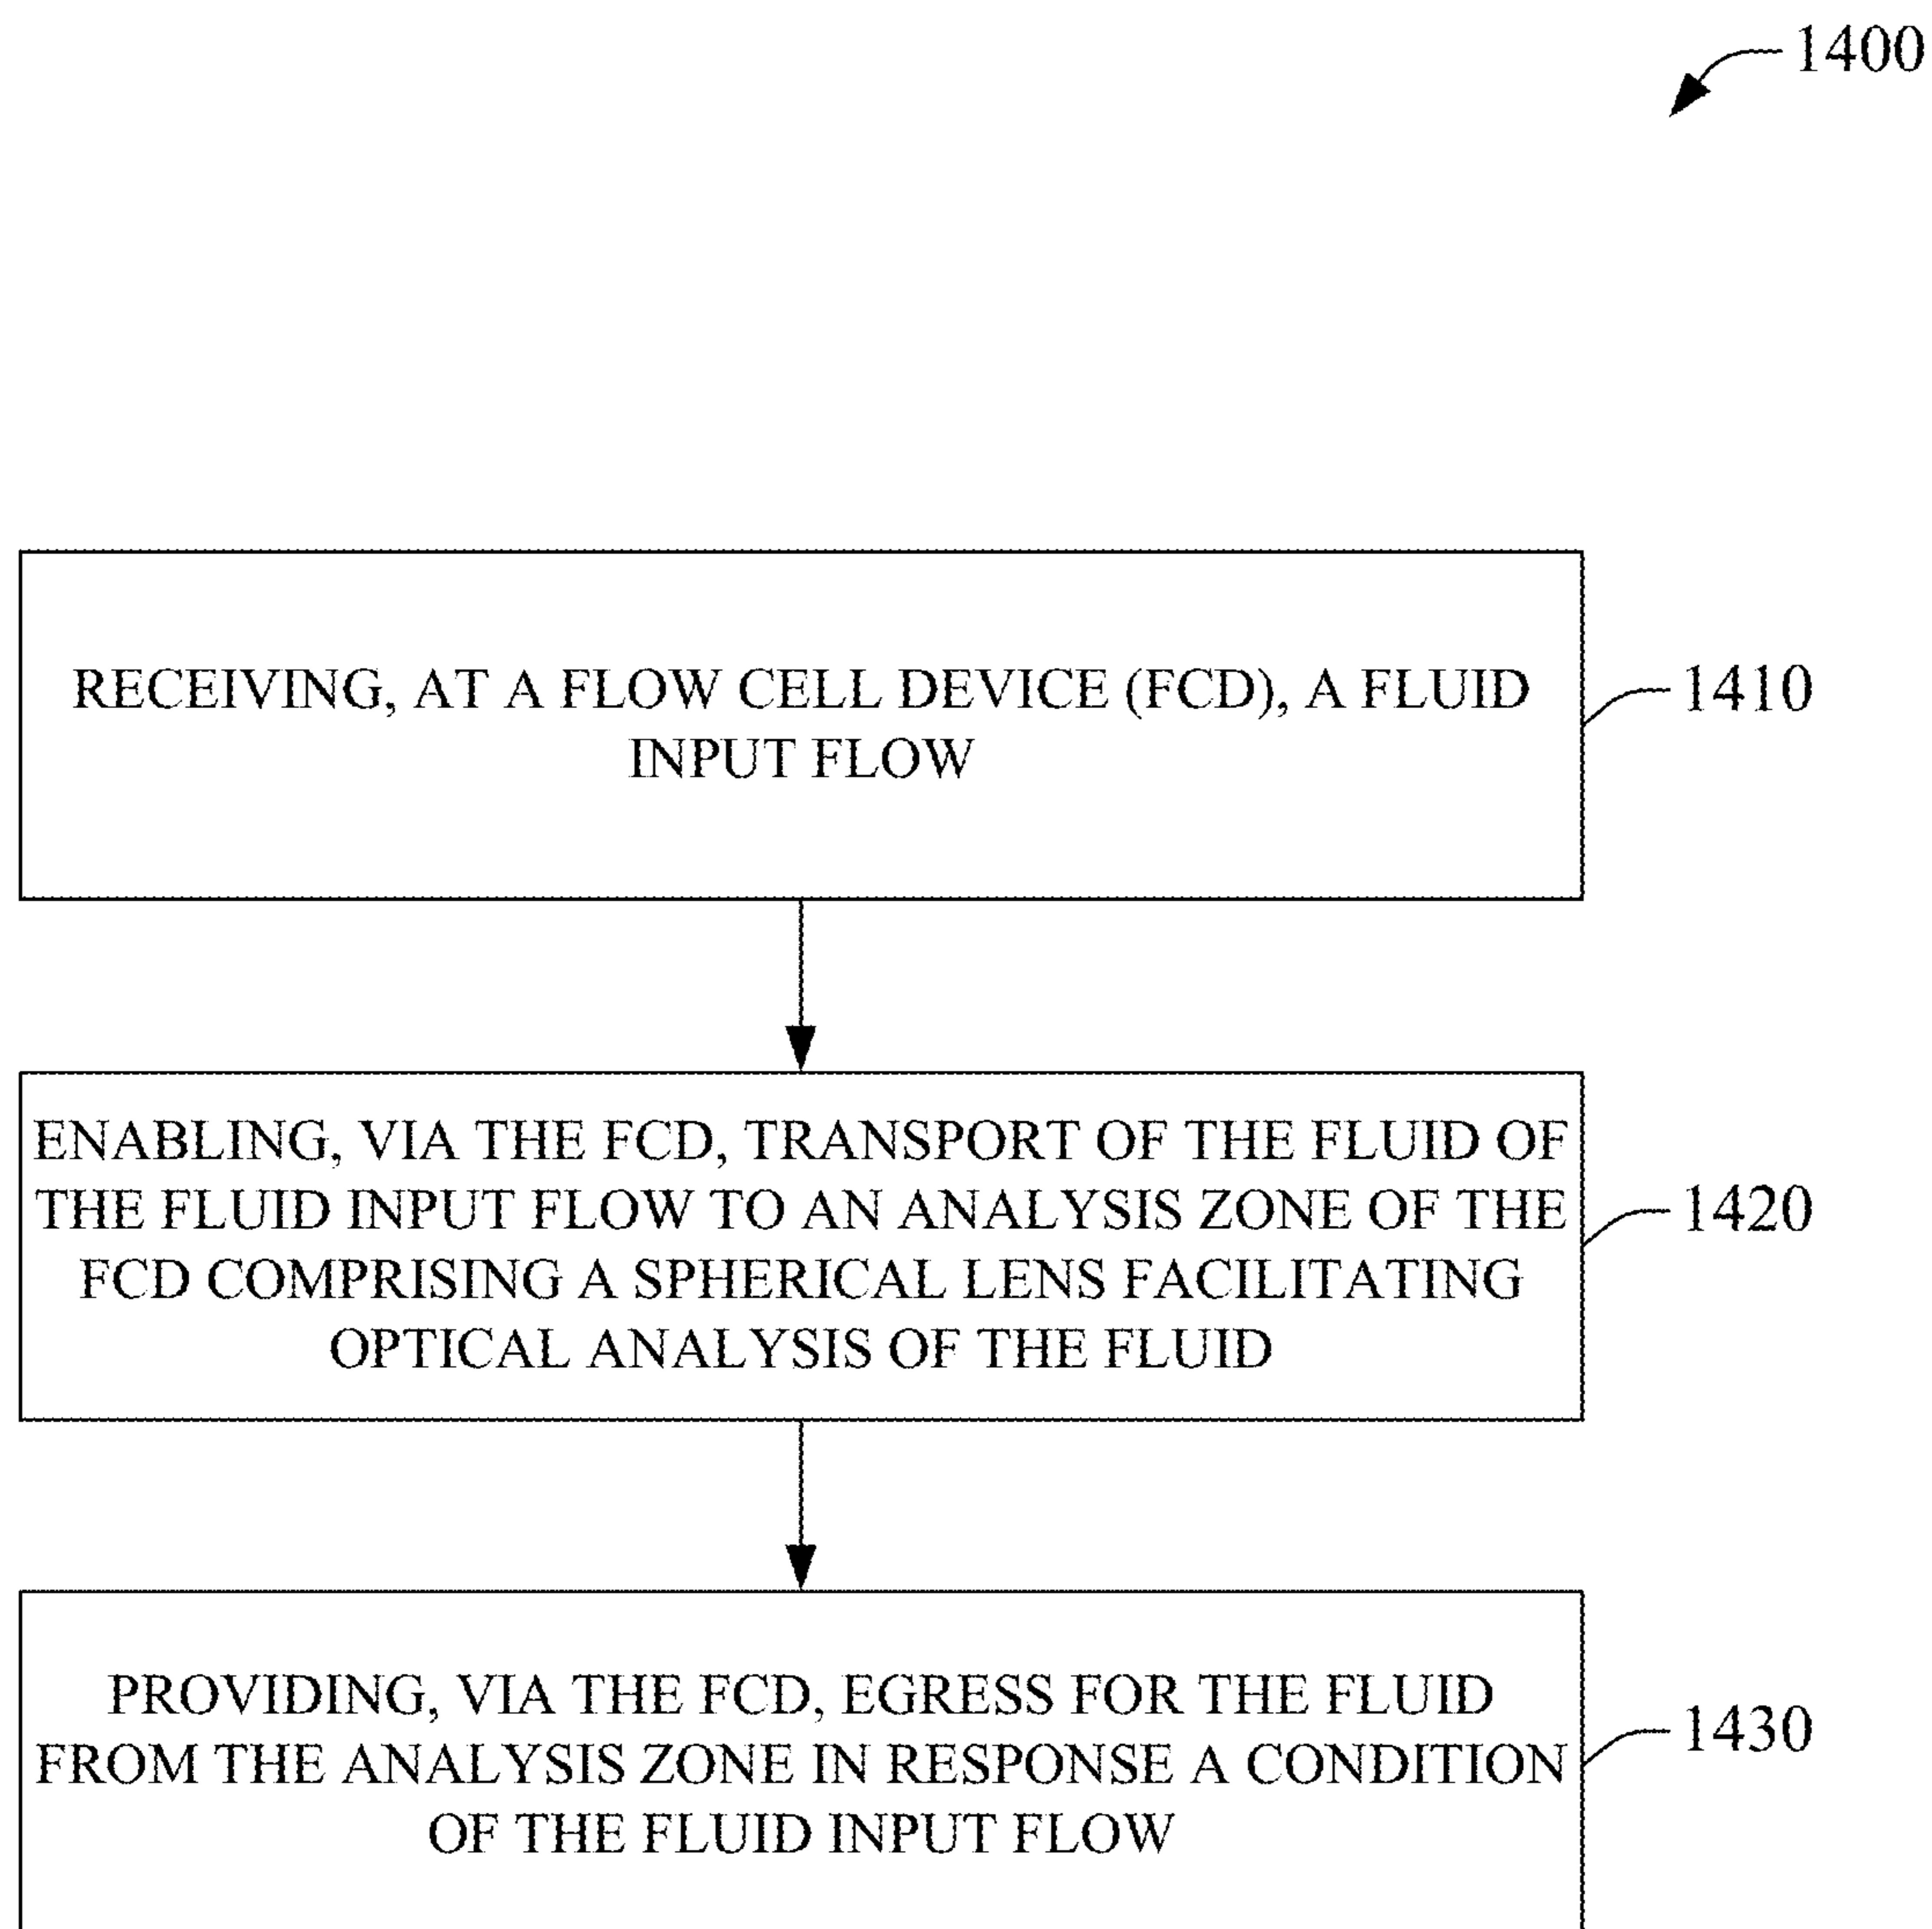 1400
RECEIVING, AT A FLOW CELL DEVICE (FCD), A FLUID
INPUT FLOW
1410
ENABLING, VIA THE FCD, TRANSPORT OF THE FLUID OF
THE FLUID INPUT FLOW TO AN ANALYSIS ZONE OF THE
FCD COMPRISING A SPHERICAL LENS FACILITATING
OPTICAL ANALYSIS OF THE FLUID
1420
PROVIDING, VIA THE FCD, EGRESS FOR THE FLUID
FROM THE ANALYSIS ZONE IN RESPONSE A CONDITION
OF THE FLUID INPUT FLOW
1430